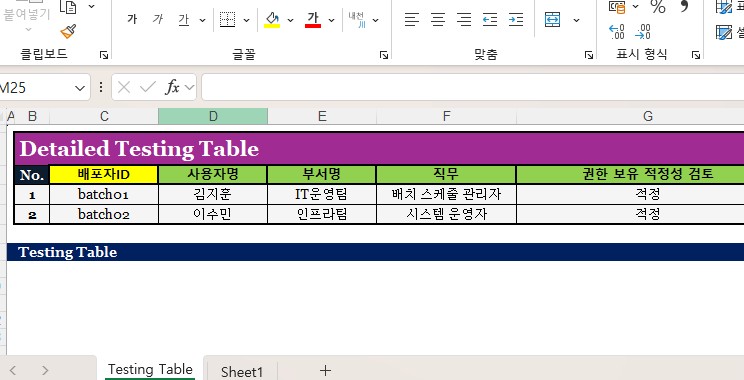 붙여넣기
가 가 가 내천
클립보드 글꼴 맞춤 표시 형식
M25 fx
A B C D E F G
Detailed Testing Table
No. 배포자ID 사용자명 부서명 직무 권한 보유 적정성 검토
1 batch01 김지훈 IT운영팀 배치 스케줄 관리자 적정
2 batch02 이수민 인프라팀 시스템 운영자 적정
Testing Table
Testing Table Sheet1 +